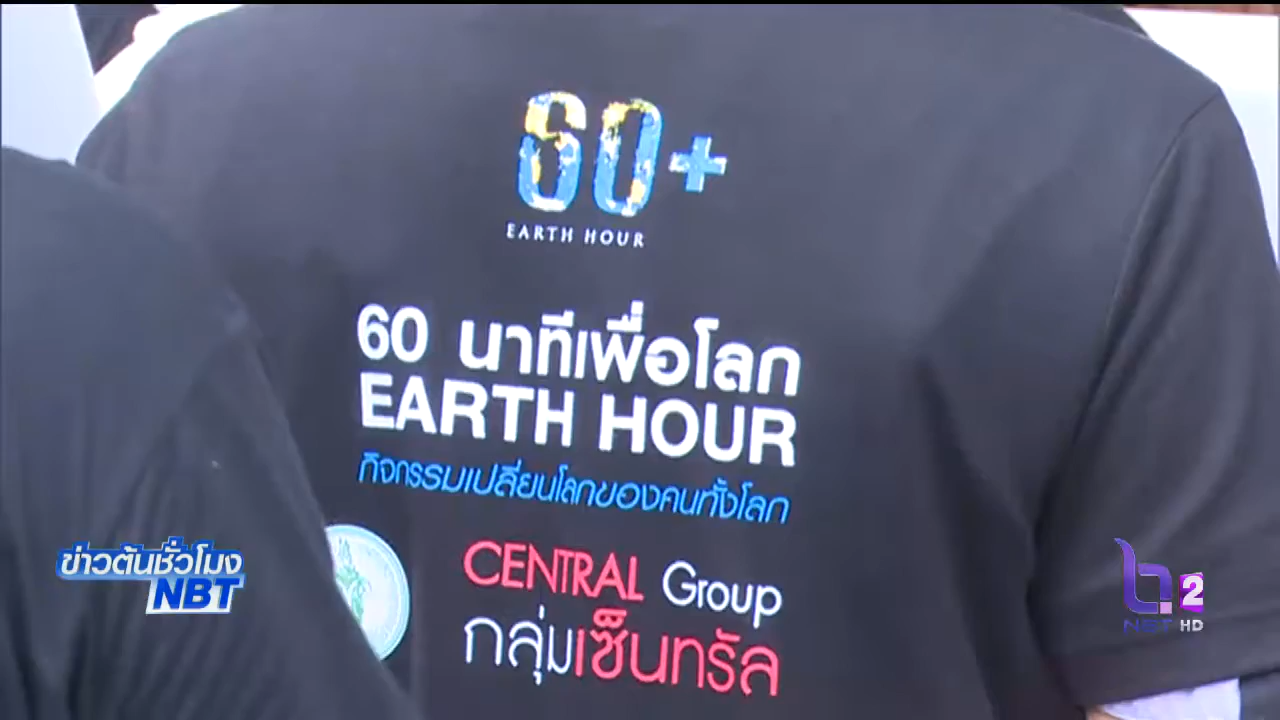 60+
EARTH HOUR
60 นาทีเพื่อโลก
EARTH HOUR
กิจกรรมเปลี่ยนโลกของคนทั้งโลก
CENTRAL Group
กลุ่มเซ็นทรัล
ข่าวต้นชั่วโมง
NBT
2
NBT HD